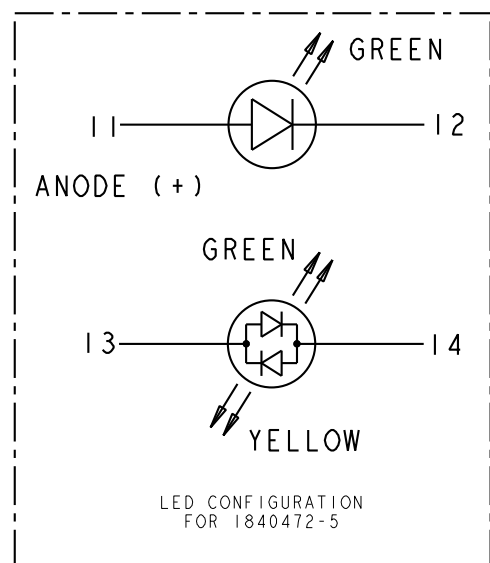 GREEN
11 12
ANODE (+)
GREEN
13 14
YELLOW
LED CONFIGURATION
FOR 1840472-5